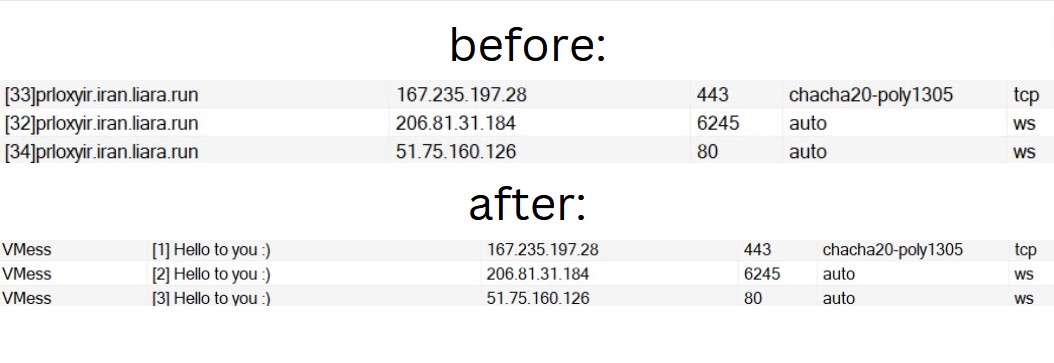 before:
[33]prloxyir.iran.liara.run 167.235.197.28 443 chacha20-poly1305 tcp
[32]prloxyir.iran.liara.run 206.81.31.184 6245 auto ws
[34]prloxyir.iran.liara.run 51.75.160.126 80 auto ws
after:
VMess [1] Hello to you :) 167.235.197.28 443 chacha20-poly1305 tcp
VMess [2] Hello to you :) 206.81.31.184 6245 auto ws
VMess [3] Hello to you :) 51.75.160.126 80 auto ws